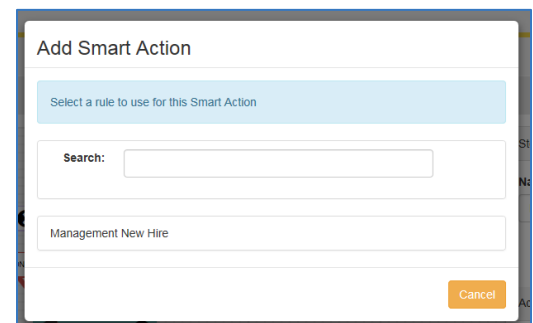 Add Smart Action
Select a rule to use for this Smart Action
Search:
Management New Hire
Cancel